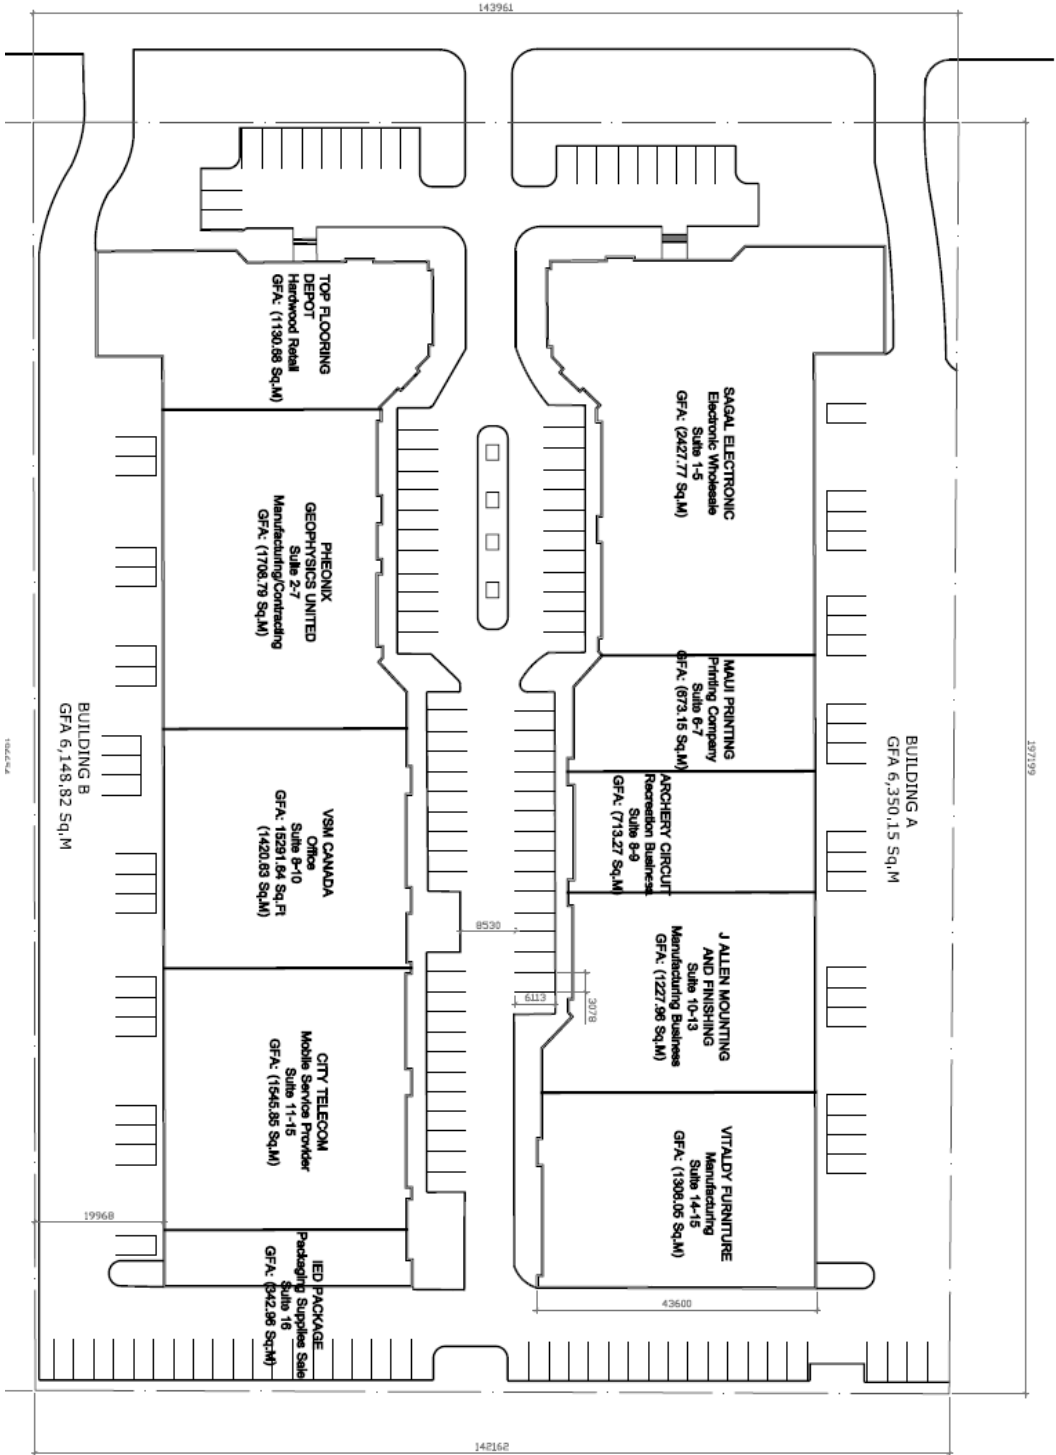 143961
TOP FLOORING
DEPOT
Hardwood Retail
GFA: (1130.68 Sq.M)
SAGAL ELECTRONIC
Electronic Wholesale
Suite 1-5
GFA: (2427.77 Sq.M)
PHEONIX
GEOPHYSICS UNITED
Manufacturing/Contracting
Suite 2-7
GFA: (1708.79 Sq.M)
MAUI PRINTING
Printing Company
Suite 6-7
GFA: (673.15 Sq.M)
BUILDING B
GFA 6,148,82 Sq,M
BUILDING A
GFA 6,350,15 Sq,M
197199
VSM CANADA
Office
Suite 8-10
GFA: 15291.64 Sq.Ft
(1420.63 Sq.M)
ARCHERY CIRCUIT
Recreation Business
Suite 8-9
GFA: (713.27 Sq.M)
8530
6113
3078
J ALLEN MOUNTING
AND FINISHING
Suite 10-13
Manufacturing Business
GFA: (1227.96 Sq.M)
CITY TELECOM
Mobile Service Provider
Suite 11-15
GFA: (1545.85 Sq.M)
VITALDY FURNITURE
Manufacturing
Suite 14-15
GFA: (1308.05 Sq.M)
19968
IED PACKAGE
Packaging Supplies Sale
Suite 16
GFA: (342.96 Sq.M)
43600
142162